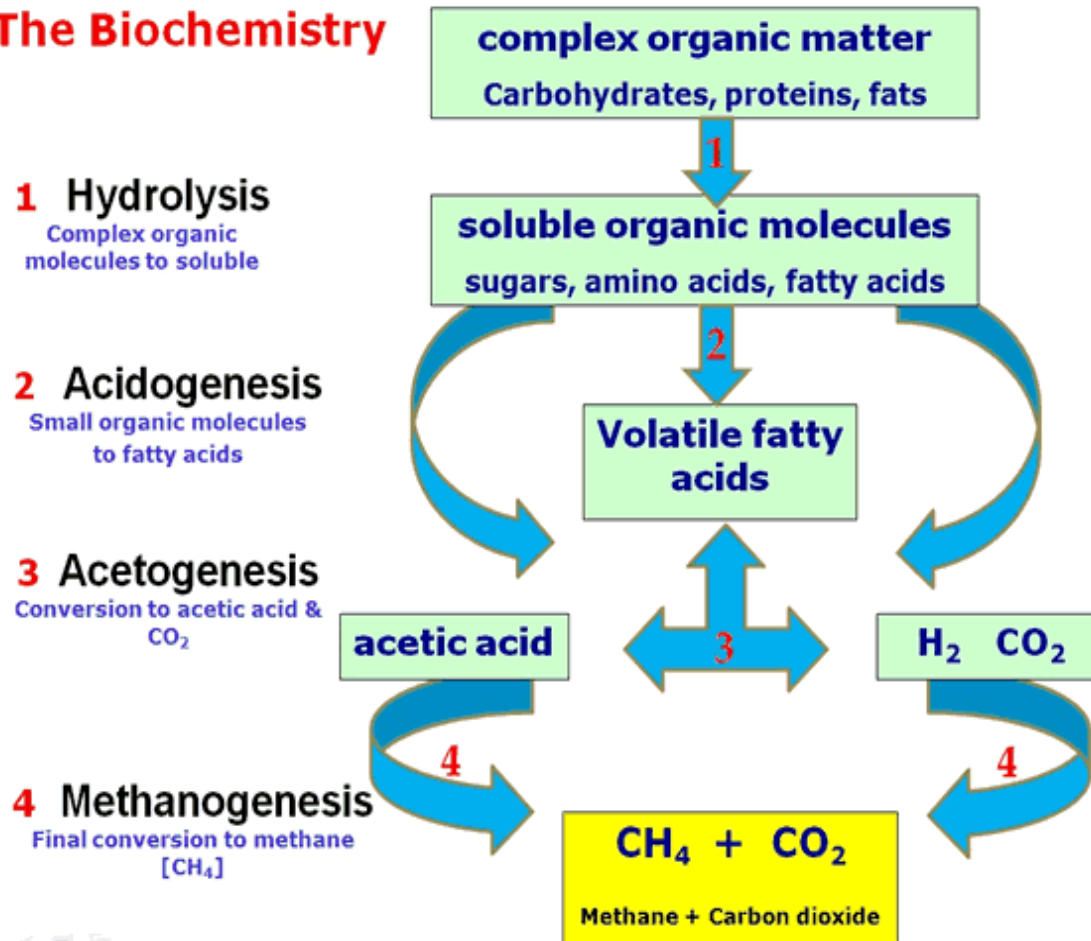 The Biochemistry
complex organic matter
Carbohydrates, proteins, fats
1
1 Hydrolysis
Complex organic
molecules to soluble
soluble organic molecules
sugars, amino acids, fatty acids
2
2 Acidogenesis
Small organic molecules
to fatty acids
Volatile fatty
acids
3 Acetogenesis
Conversion to acetic acid &
CO₂
acetic acid
3
H₂ CO₂
4
4
4 Methanogenesis
Final conversion to methane
[CH₄]
CH₄ + CO₂
Methane + Carbon dioxide